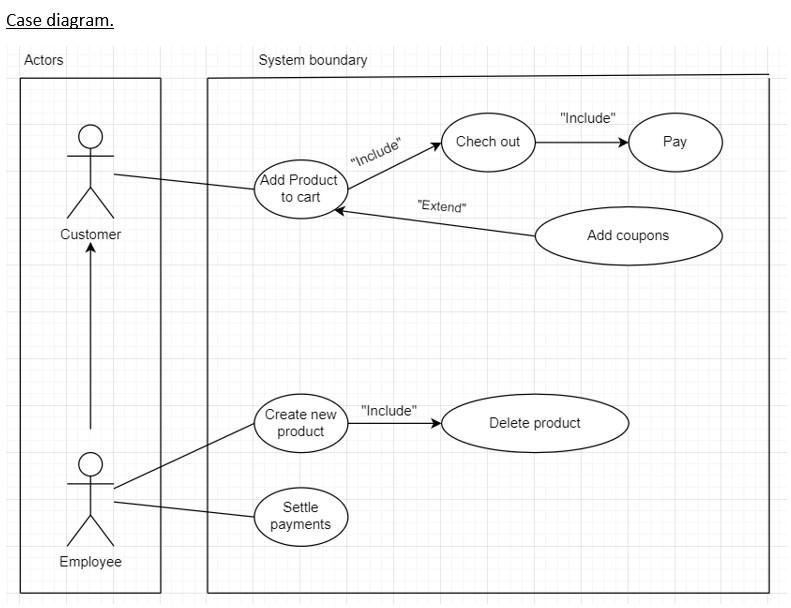 Case diagram.
Actors
System boundary
"Include"
Chech out
"Include"
Pay
Add Product
to cart
"Extend"
Add coupons
Customer
Create new
product
"Include"
Delete product
Settle
payments
Employee